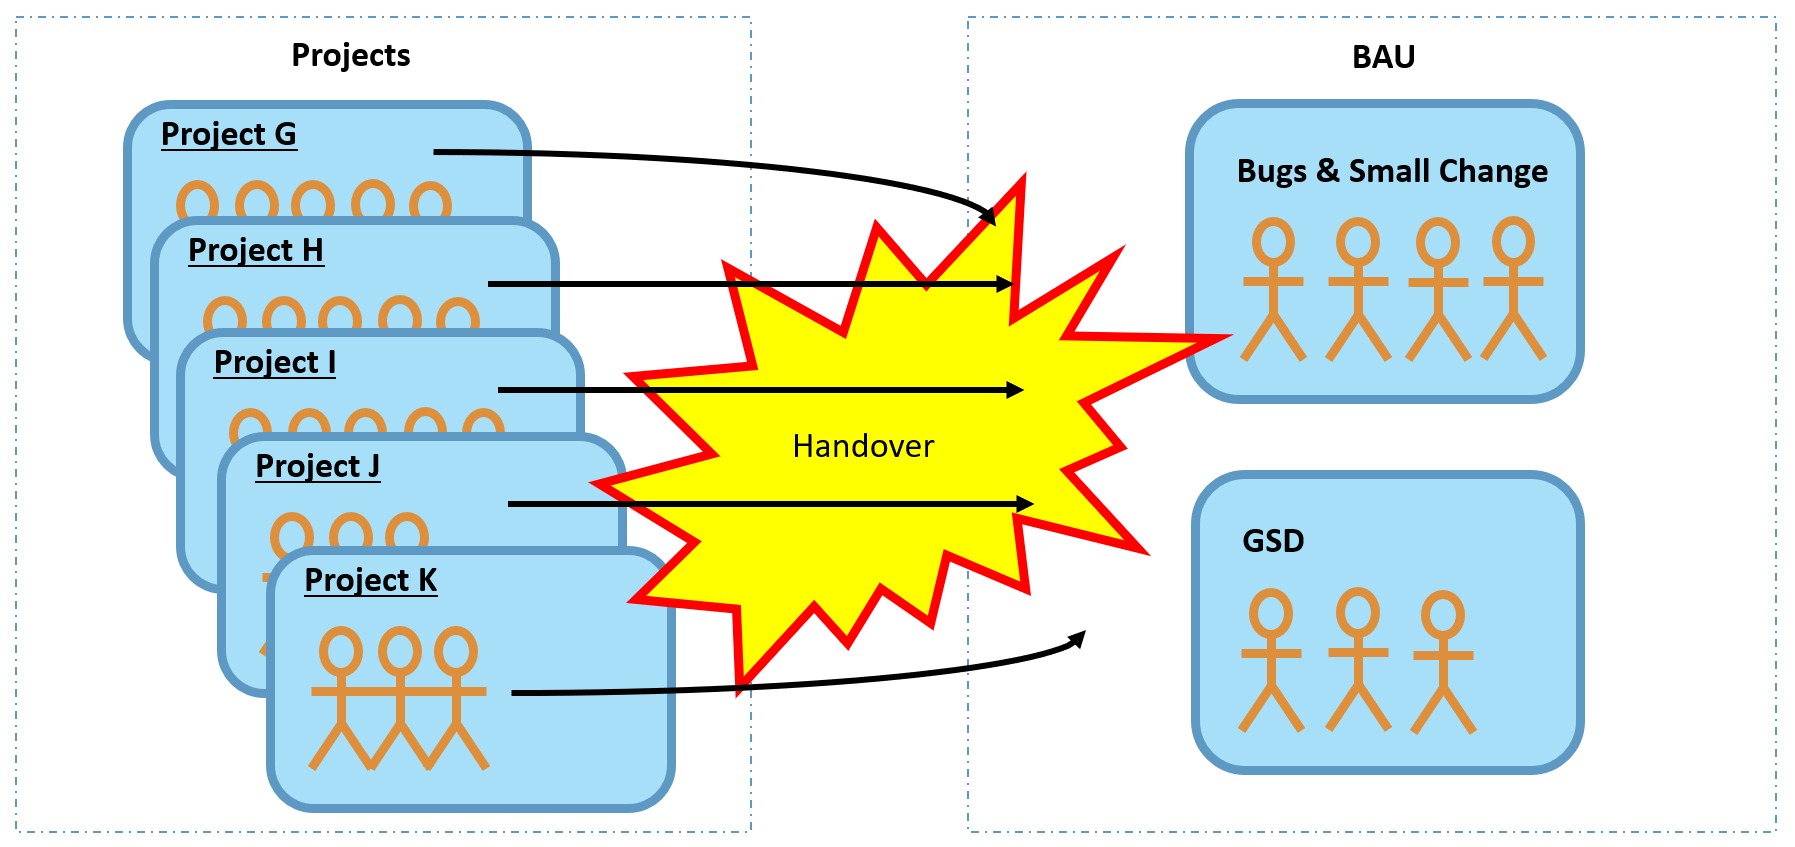 Projects
Project G
Project H
Project I
Project J
Project K
Handover
BAU
Bugs & Small Change
GSD